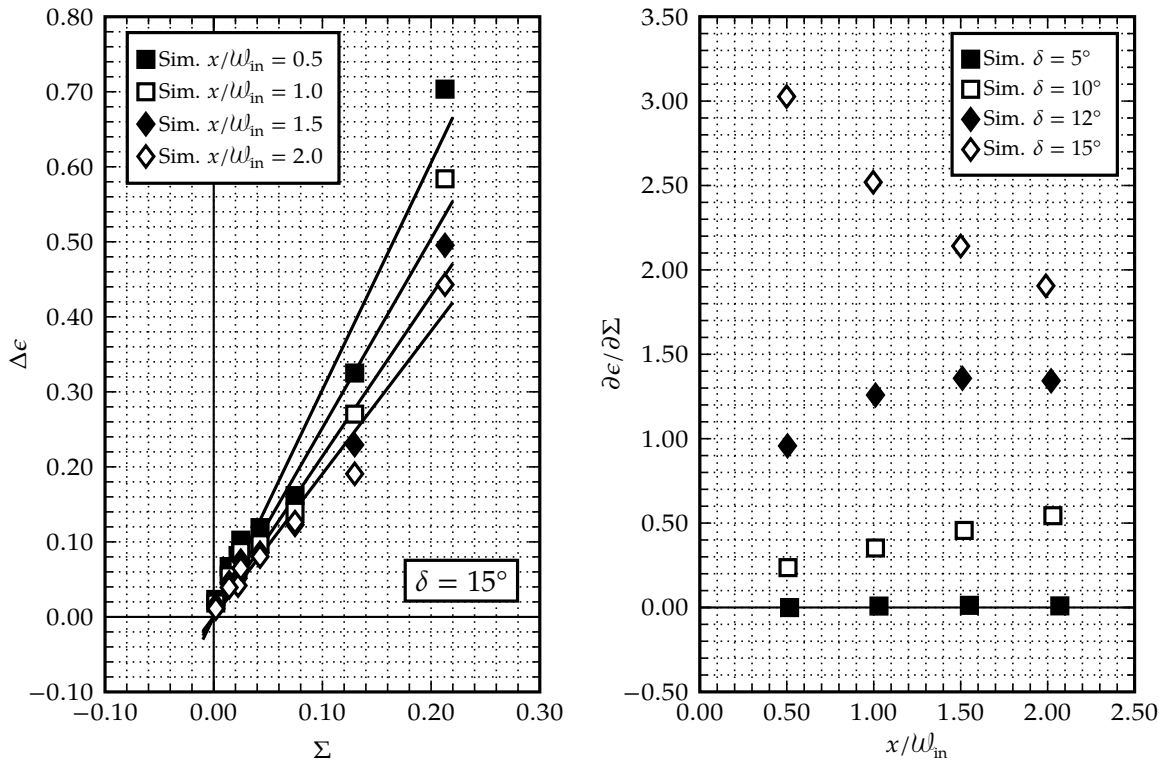 0.80
0.70
0.60
0.50
0.40
0.30
0.20
0.10
0.00
−0.10
Δϵ
−0.10 0.00 0.10 0.20 0.30
Σ
Sim. x/𝒲in = 0.5
Sim. x/𝒲in = 1.0
Sim. x/𝒲in = 1.5
Sim. x/𝒲in = 2.0
δ = 15°
3.50
3.00
2.50
2.00
1.50
1.00
0.50
0.00
−0.50
∂ϵ/∂Σ
0.00 0.50 1.00 1.50 2.00 2.50
x/𝒲in
Sim. δ = 5°
Sim. δ = 10°
Sim. δ = 12°
Sim. δ = 15°